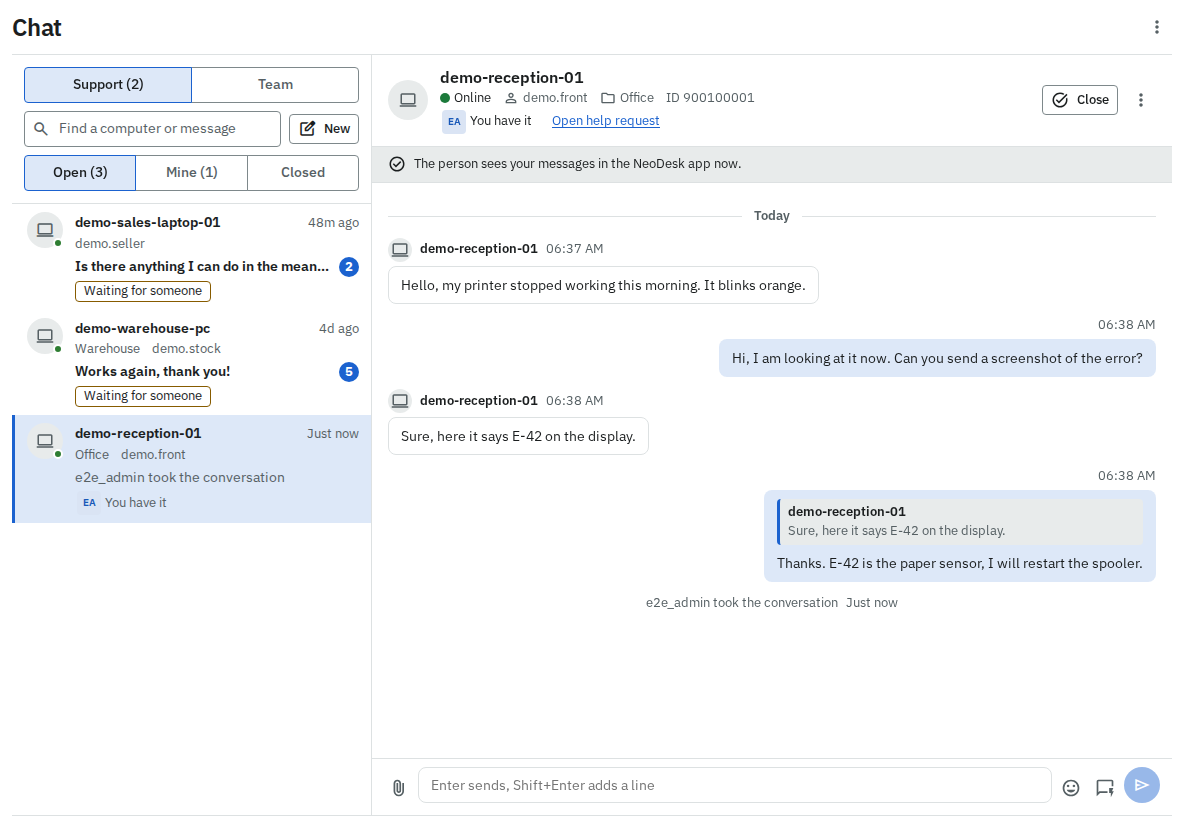 Chat
Support (2)
Team
Find a computer or message
New
Open (3)
Mine (1)
Closed
demo-sales-laptop-01
48m ago
demo.seller
Is there anything I can do in the mean...
2
Waiting for someone
demo-warehouse-pc
4d ago
Warehouse demo.stock
Works again, thank you!
5
Waiting for someone
demo-reception-01
Just now
Office demo.front
e2e_admin took the conversation
EA You have it
demo-reception-01
Online demo.front Office ID 900100001
EA You have it Open help request
Close
The person sees your messages in the NeoDesk app now.
Today
demo-reception-01 06:37 AM
Hello, my printer stopped working this morning. It blinks orange.
06:38 AM
Hi, I am looking at it now. Can you send a screenshot of the error?
demo-reception-01 06:38 AM
Sure, here it says E-42 on the display.
06:38 AM
demo-reception-01
Sure, here it says E-42 on the display.
Thanks. E-42 is the paper sensor, I will restart the spooler.
e2e_admin took the conversation Just now
Enter sends, Shift+Enter adds a line